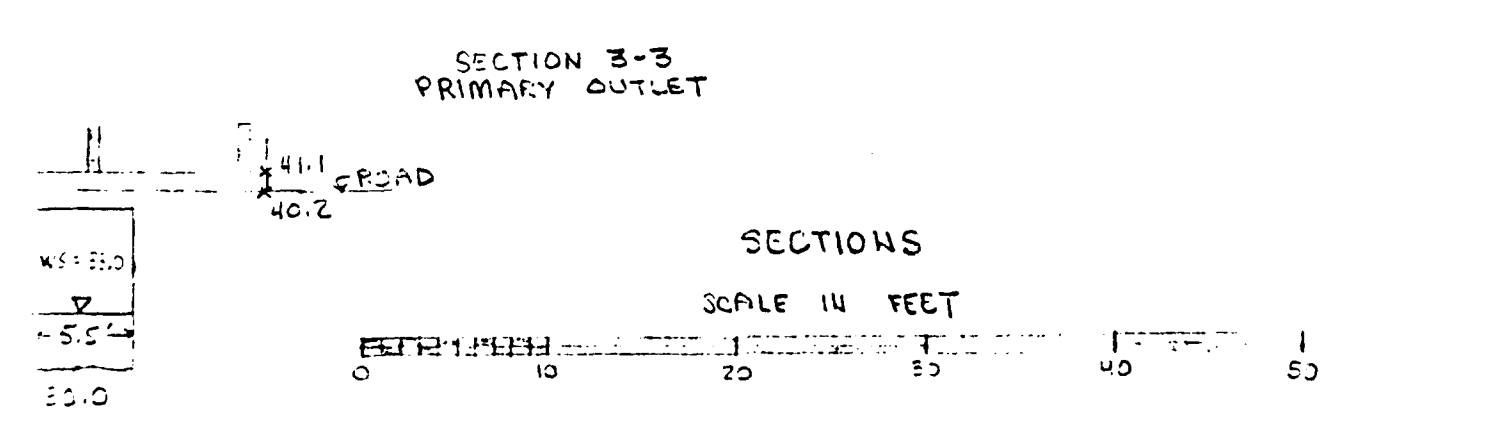 SECTION 3-3
PRIMARY OUTLET
41.1
ROAD
40.2
SECTIONS
WS =
SCALE IN FEET
5.5'
0 10 20 30 40 50